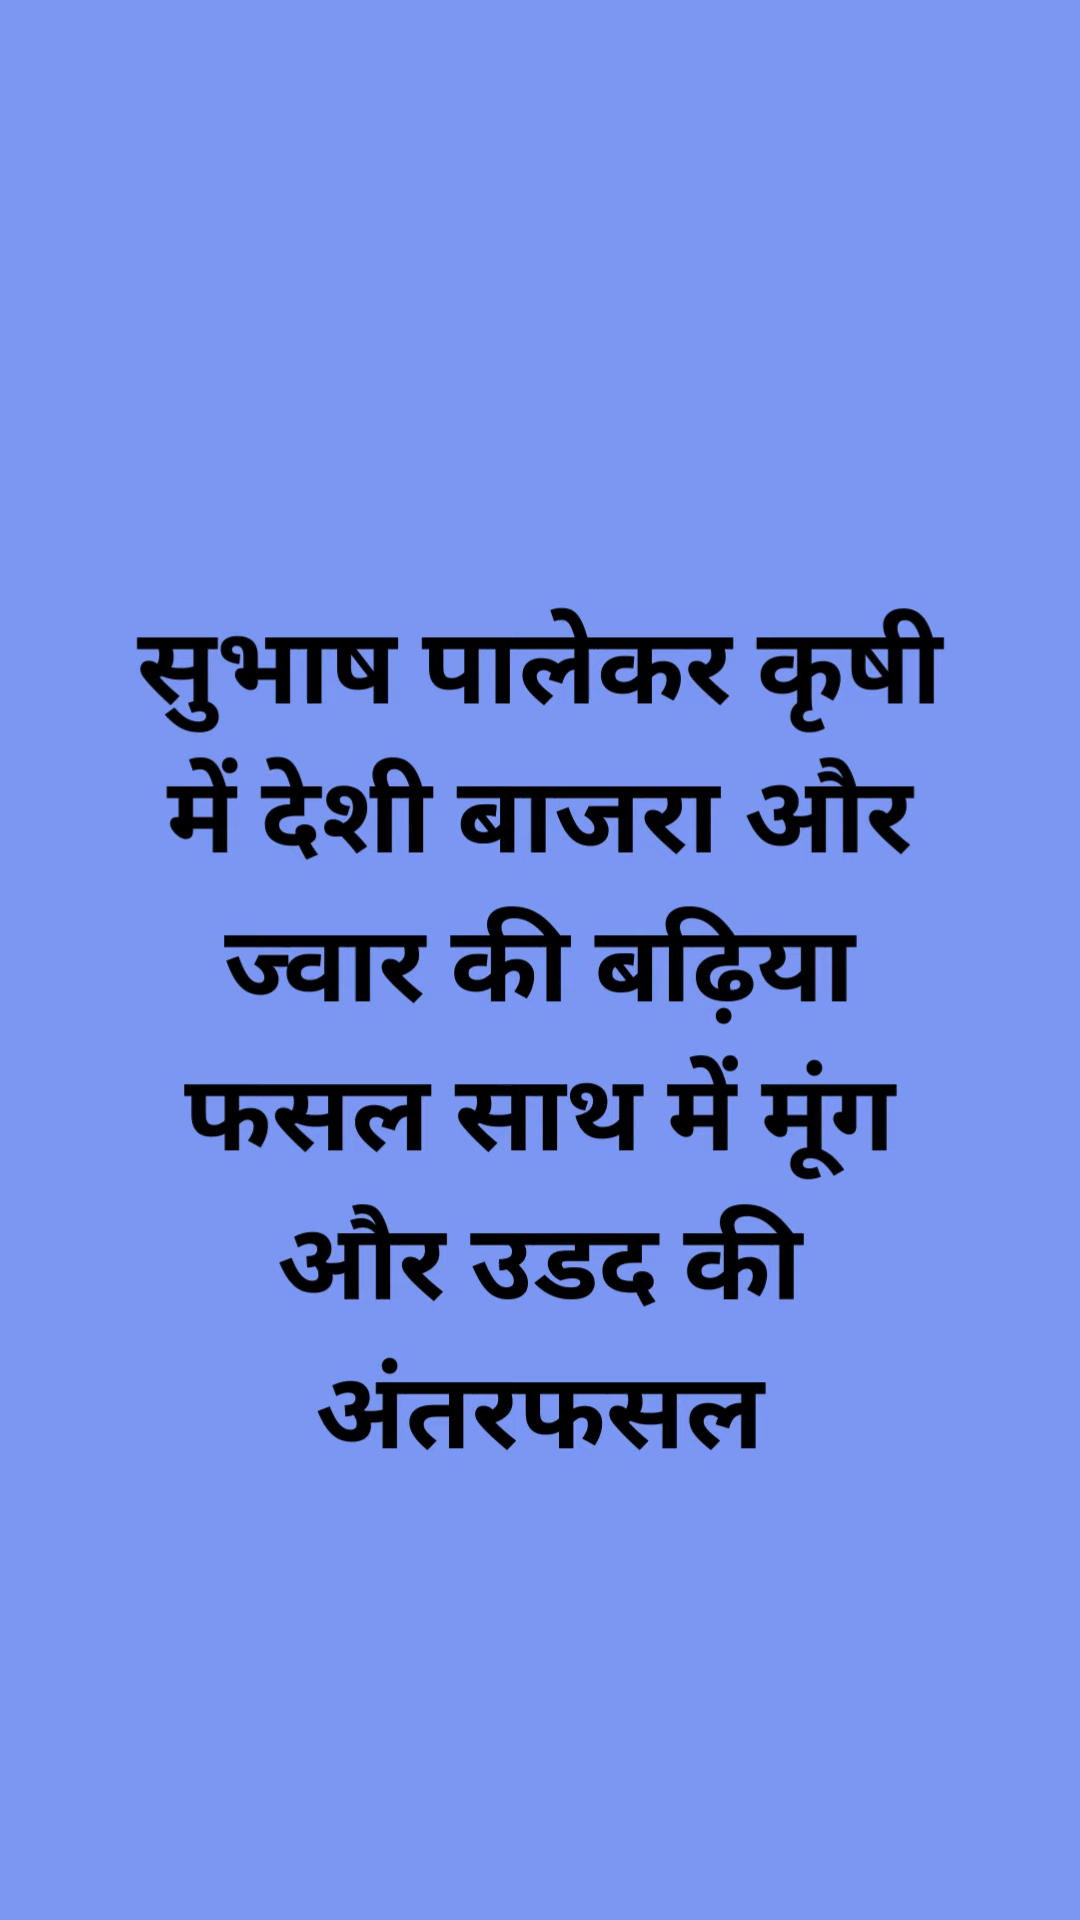 सुभाष पालेकर कृषी
में देशी बाजरा और
ज्वार की बढ़िया
फसल साथ में मूंग
और उडद की
अंतरफसल